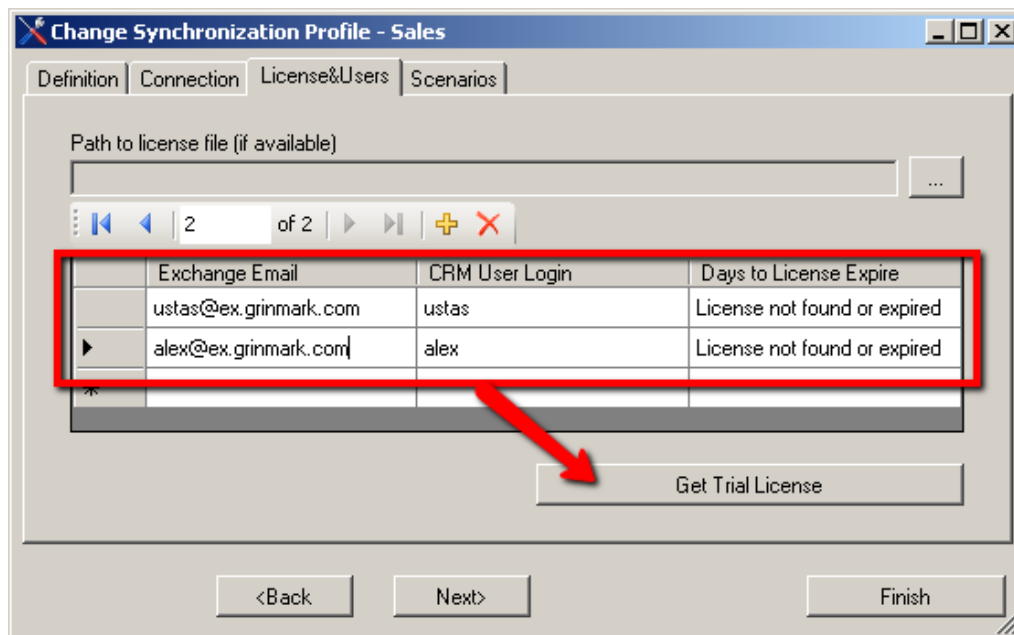 Change Synchronization Profile - Sales
Definition Connection License&Users Scenarios
Path to license file (if available)
...
2 of 2
Exchange Email CRM User Login Days to License Expire
ustas@ex.grinmark.com ustas License not found or expired
alex@ex.grinmark.com alex License not found or expired
*
Get Trial License
<Back Next> Finish